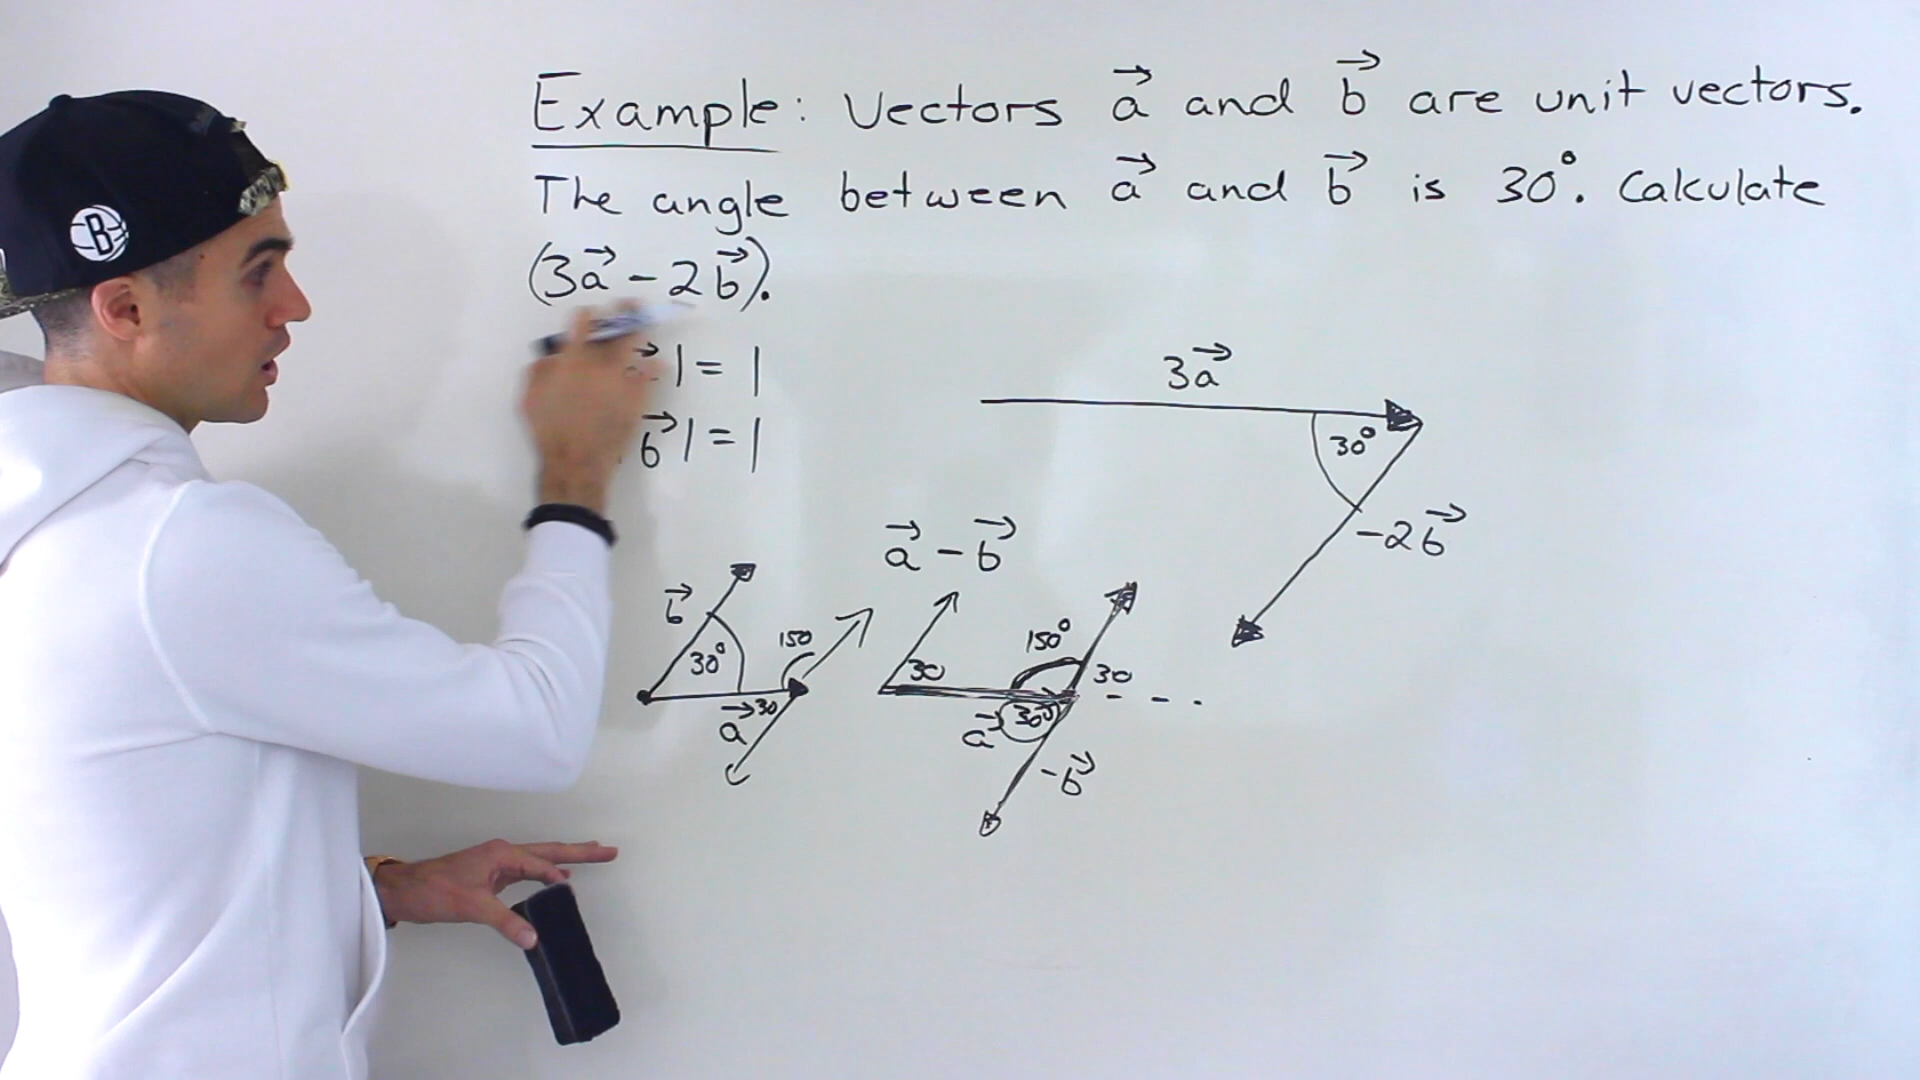 Example: Vectors a⃗ and b⃗ are unit vectors.
The angle between a⃗ and b⃗ is 30°. Calculate
(3a⃗ - 2b⃗).
| = 1
b⃗ | = 1
3a⃗
30°
-2b⃗
a⃗ - b⃗
b⃗
30°
150
30
a⃗
30
150°
30
30°
a⃗
-b⃗
B